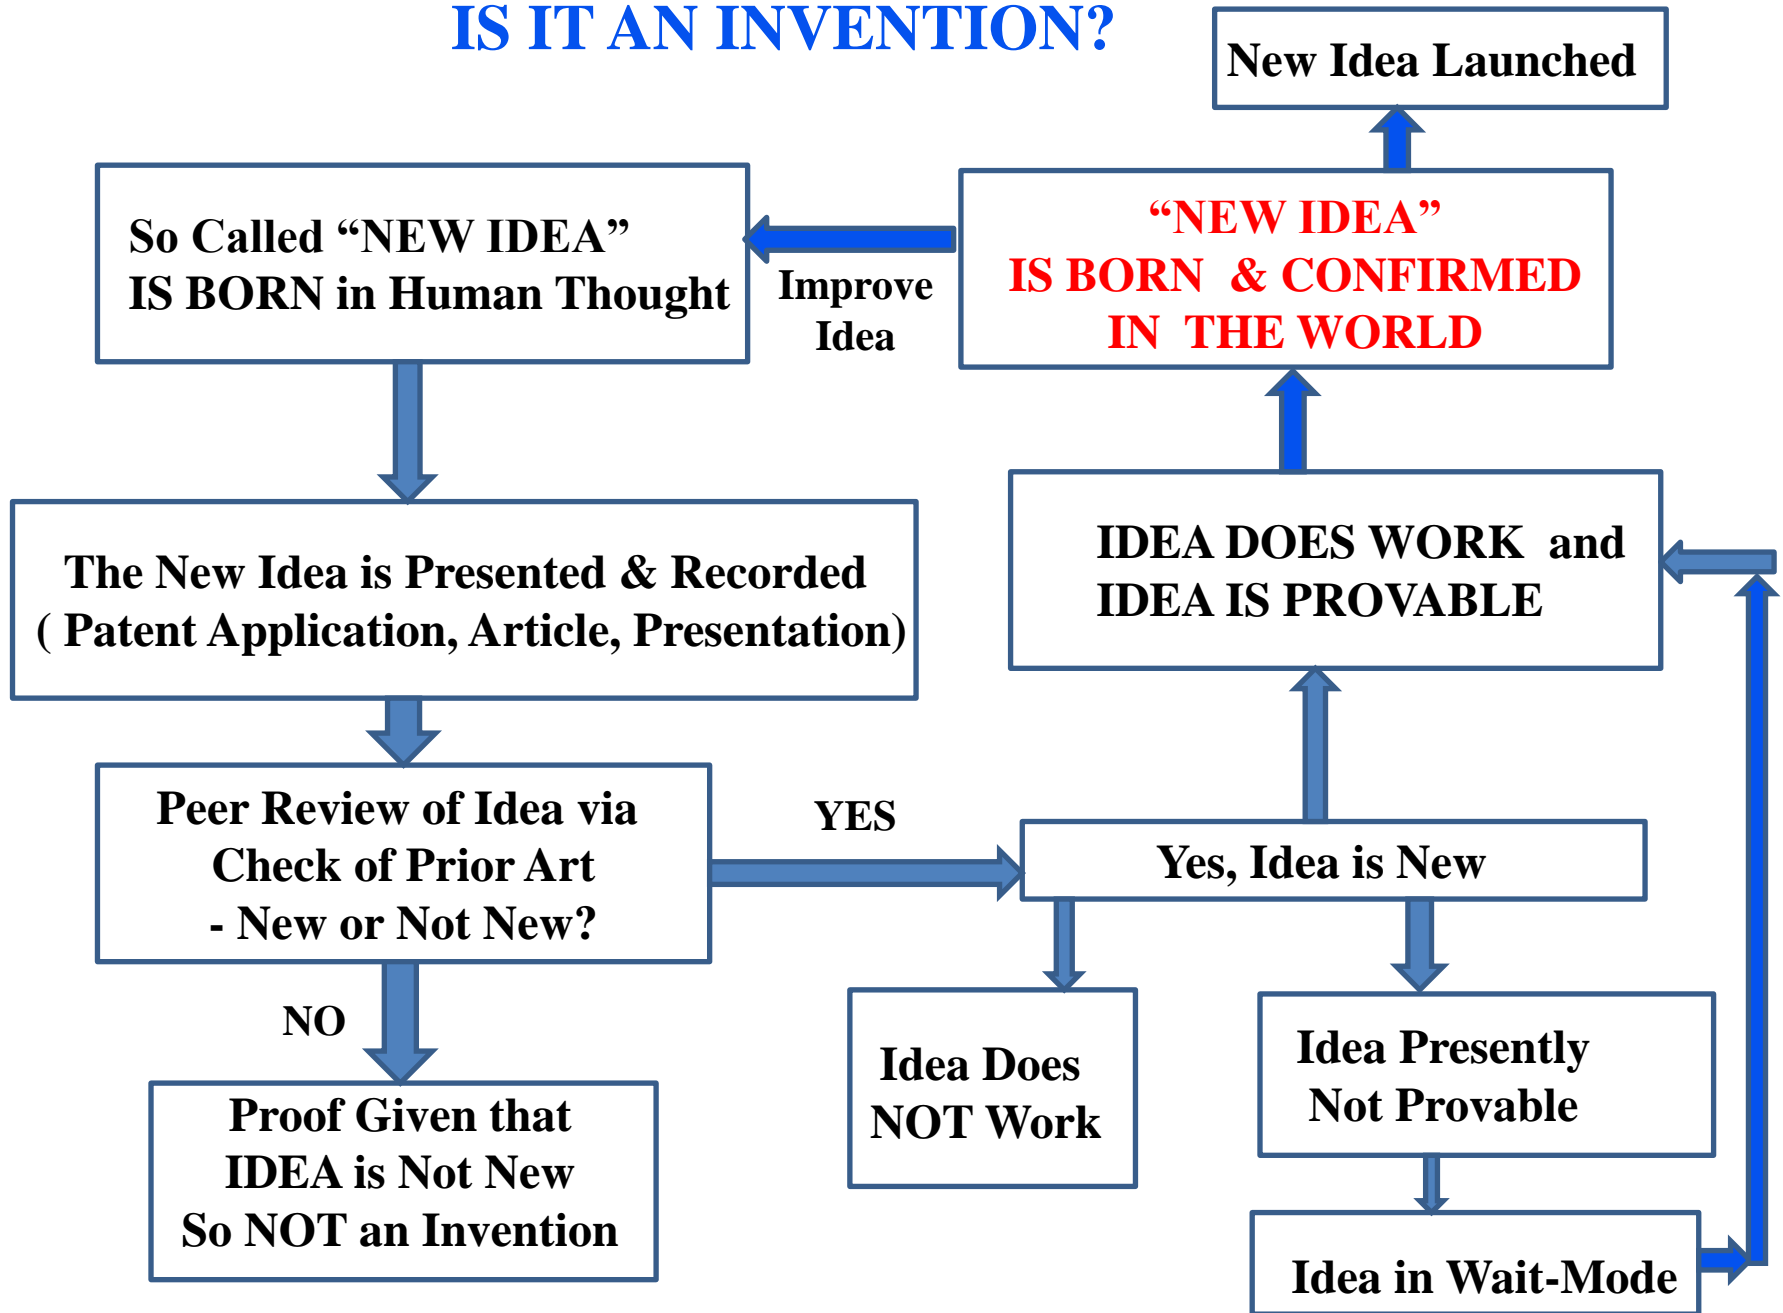 IS IT AN INVENTION?
New Idea Launched
So Called “NEW IDEA”
IS BORN in Human Thought
Improve
Idea
“NEW IDEA”
IS BORN & CONFIRMED
IN THE WORLD
The New Idea is Presented & Recorded
( Patent Application, Article, Presentation)
IDEA DOES WORK and
IDEA IS PROVABLE
Peer Review of Idea via
Check of Prior Art
- New or Not New?
YES
Yes, Idea is New
NO
Proof Given that
IDEA is Not New
So NOT an Invention
Idea Does
NOT Work
Idea Presently
Not Provable
Idea in Wait-Mode